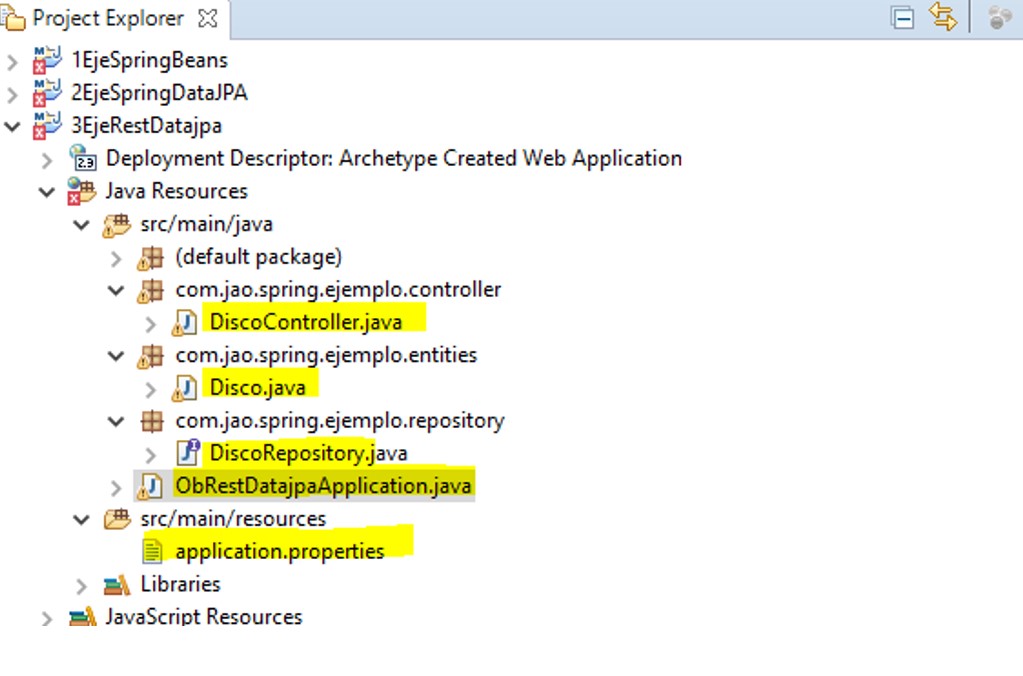 Project Explorer
1EjeSpringBeans
2EjeSpringDataJPA
3EjeRestDatajpa
2.3 Deployment Descriptor: Archetype Created Web Application
Java Resources
src/main/java
(default package)
com.jao.spring.ejemplo.controller
DiscoController.java
com.jao.spring.ejemplo.entities
Disco.java
com.jao.spring.ejemplo.repository
DiscoRepository.java
ObRestDatajpaApplication.java
src/main/resources
application.properties
Libraries
JavaScript Resources